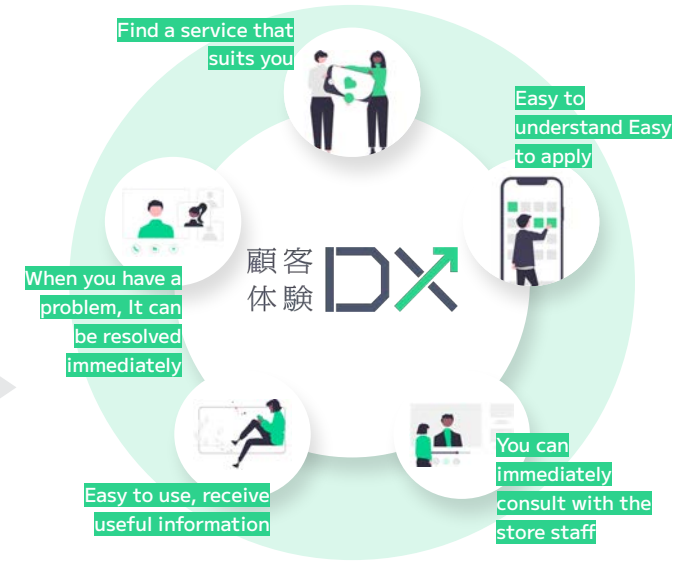 Find a service that
suits you
Easy to
understand Easy
to apply
顧客
体験
DX
When you have a
problem, It can
be resolved
immediately
You can
immediately
consult with the
store staff
Easy to use, receive
useful information